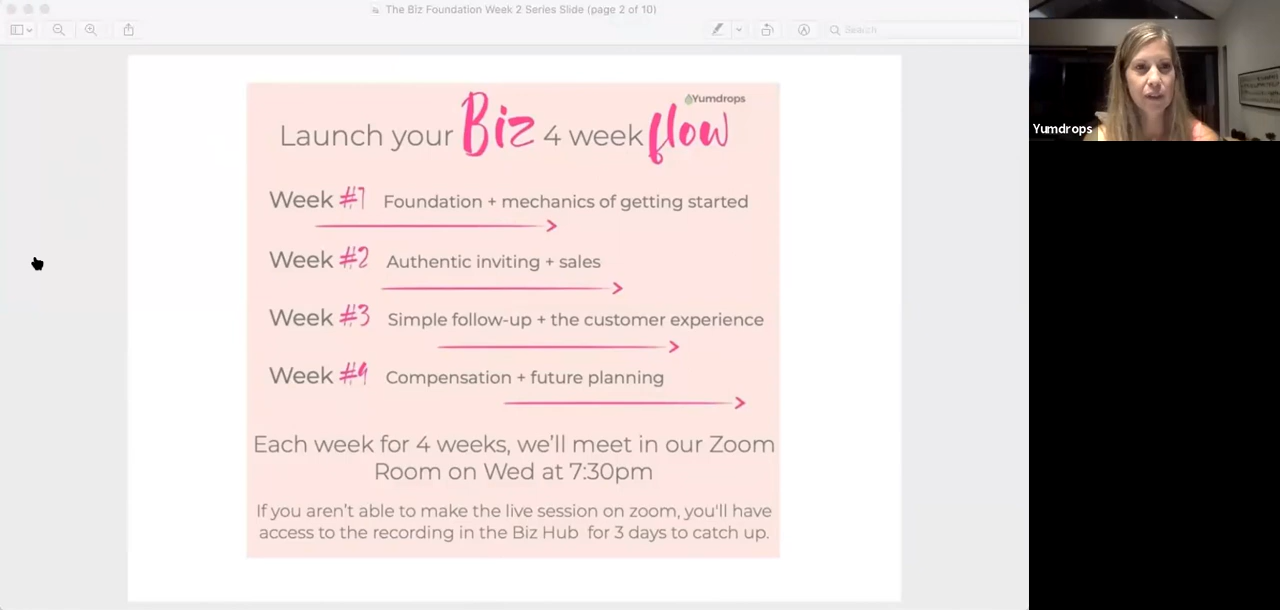 The Biz Foundation Week 2 Series Slide (page 2 of 10)
Search
Yumdrops
Yumdrops
Launch your Biz 4 week flow
Week #1 Foundation + mechanics of getting started
Week #2 Authentic inviting + sales
Week #3 Simple follow-up + the customer experience
Week #4 Compensation + future planning
Each week for 4 weeks, we'll meet in our Zoom
Room on Wed at 7:30pm
If you aren't able to make the live session on zoom, you'll have
access to the recording in the Biz Hub for 3 days to catch up.